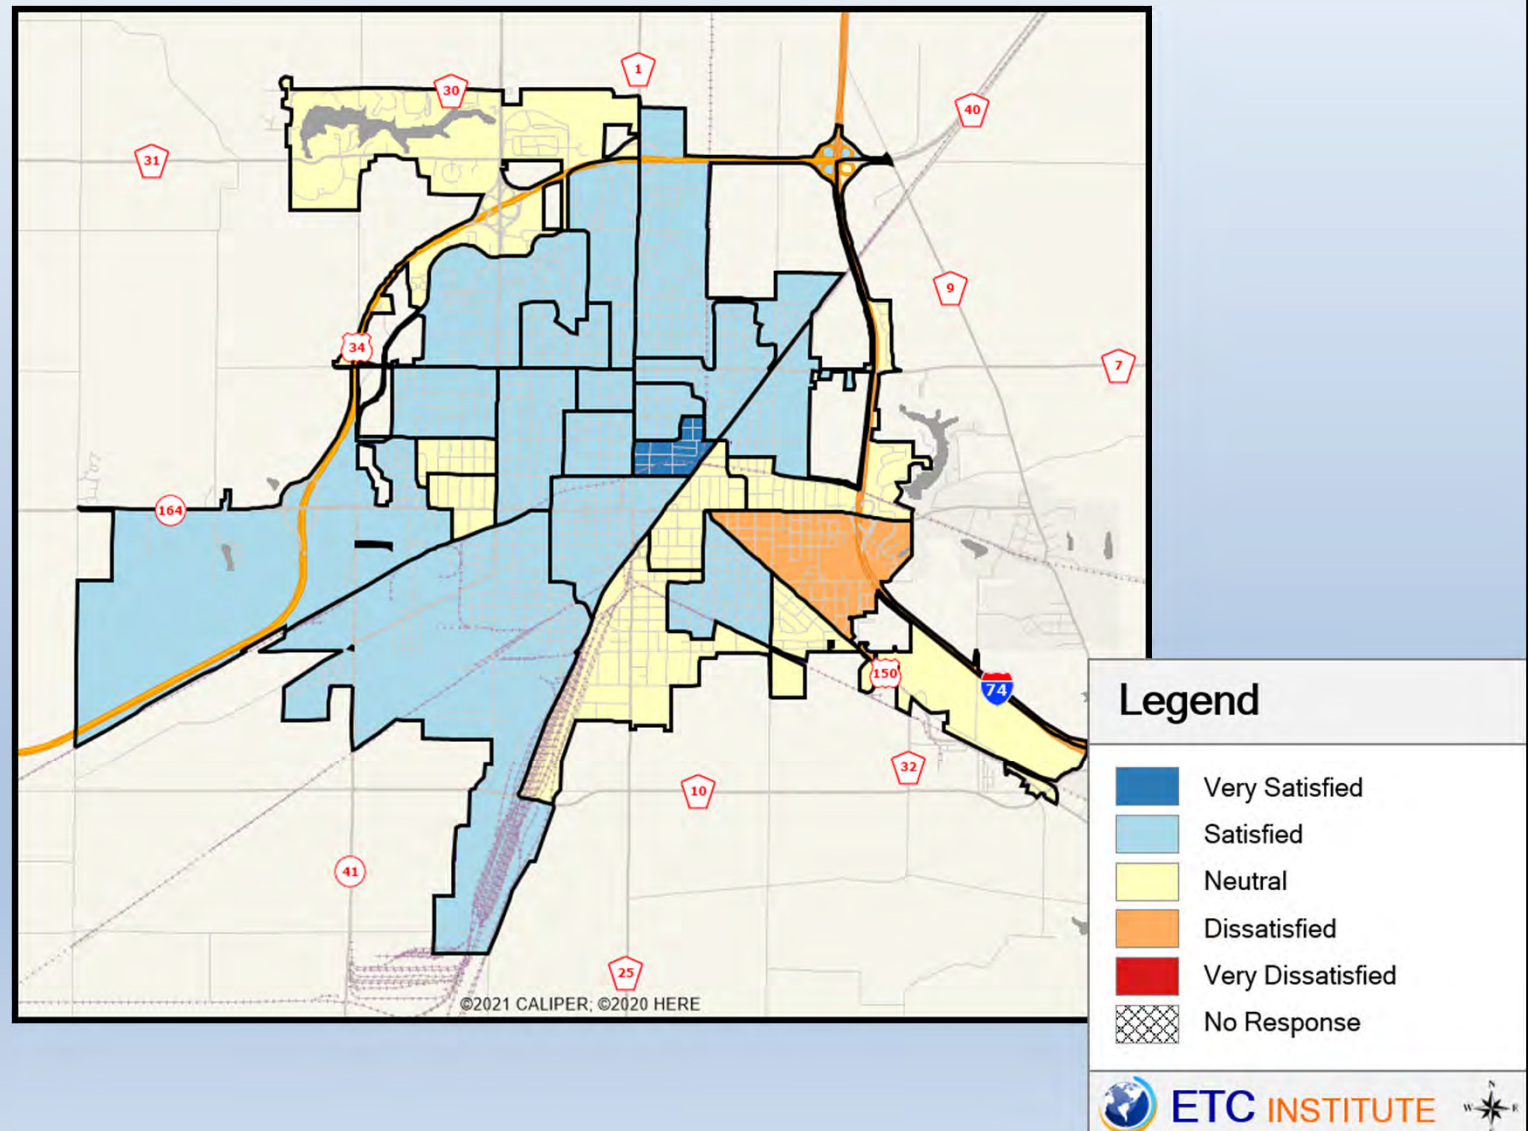 1
30
40
31
9
34
7
164
150
74
32
10
41
25
©2021 CALIPER; ©2020 HERE
Legend
Very Satisfied
Satisfied
Neutral
Dissatisfied
Very Dissatisfied
No Response
ETC INSTITUTE
N
W E